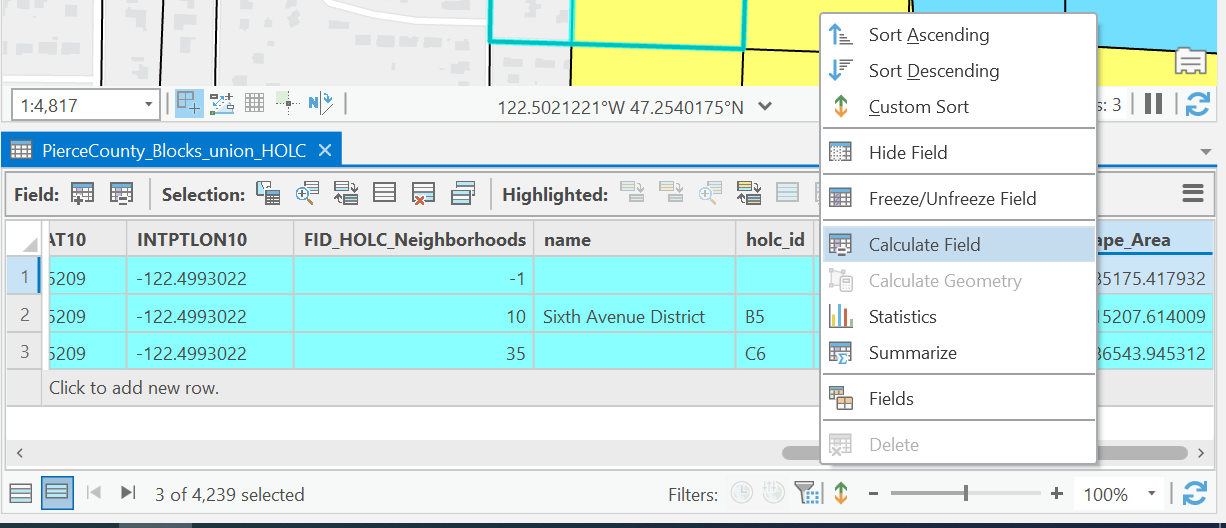 Sort Ascending
Sort Descending
Custom Sort
Hide Field
Freeze/Unfreeze Field
Calculate Field
Calculate Geometry
Statistics
Summarize
Fields
Delete
1:4,817
122.5021221°W 47.2540175°N
s: 3
PierceCounty_Blocks_union_HOLC
Field: Selection: Highlighted:
AT10 INTPTLON10 FID_HOLC_Neighborhoods name holc_id ape_Area
1 5209 -122.4993022 -1 35175.417932
2 5209 -122.4993022 10 Sixth Avenue District B5 15207.614009
3 5209 -122.4993022 35 C6 36543.945312
Click to add new row.
3 of 4,239 selected Filters: 100%